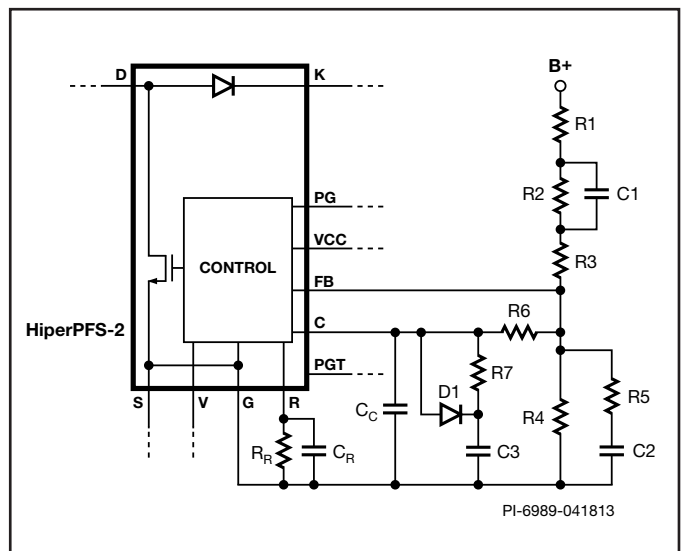 D
K
B+
R1
R2
C1
PG
VCC
R3
CONTROL
FB
R6
HiperPFS-2
C
R7
PGT
D1
R5
S
V
G
R
CC
R4
RR
CR
C3
C2
PI-6989-041813